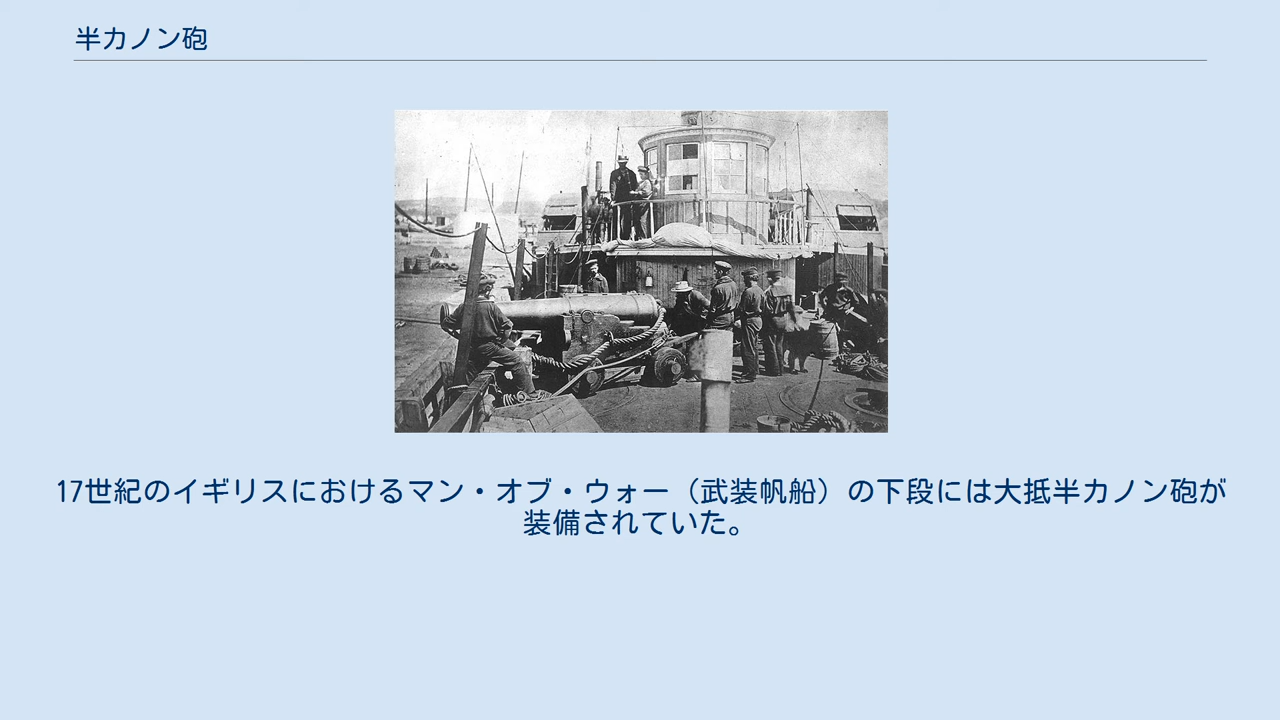 半カノン砲
17世紀のイギリスにおけるマン・オブ・ウォー（武装帆船）の下段には大抵半カノン砲が
装備されていた。